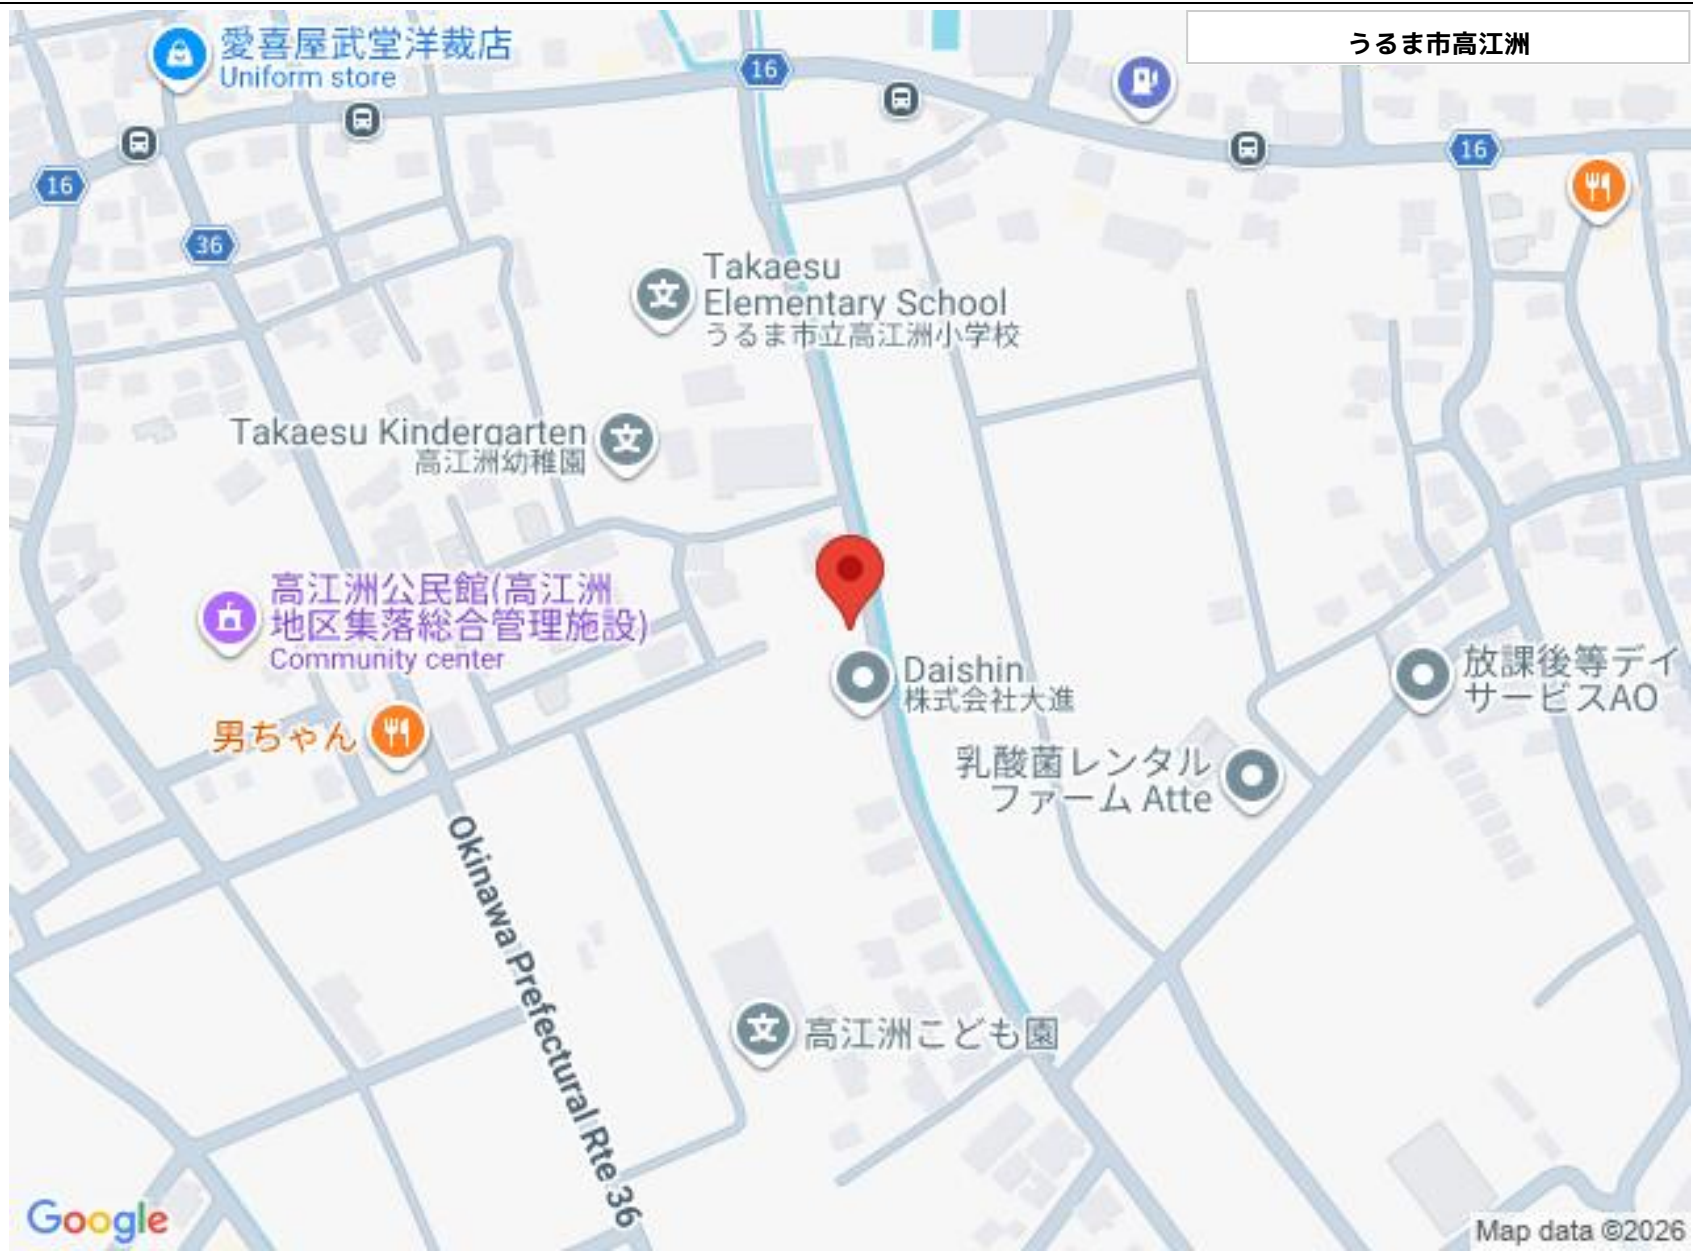 うるま市高江洲
愛喜屋武堂洋裁店
Uniform store
16
16
16
36
Takaesu
Elementary School
うるま市立高江洲小学校
Takaesu Kindergarten
高江洲幼稚園
高江洲公民館(高江洲
地区集落総合管理施設)
Community center
Daishin
株式会社大進
放課後等デイ
サービスAO
男ちゃん
乳酸菌レンタル
ファーム Atte
Okinawa Prefectural Rte 36
高江洲こども園
Google
Map data ©2026